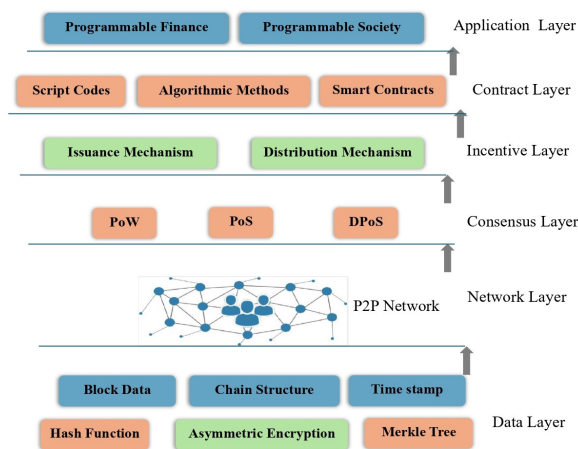 Programmable Finance Programmable Society Application Layer
Script Codes Algorithmic Methods Smart Contracts Contract Layer
Issuance Mechanism Distribution Mechanism Incentive Layer
PoW PoS DPoS Consensus Layer
P2P Network Network Layer
Block Data Chain Structure Time stamp
Hash Function Asymmetric Encryption Merkle Tree Data Layer